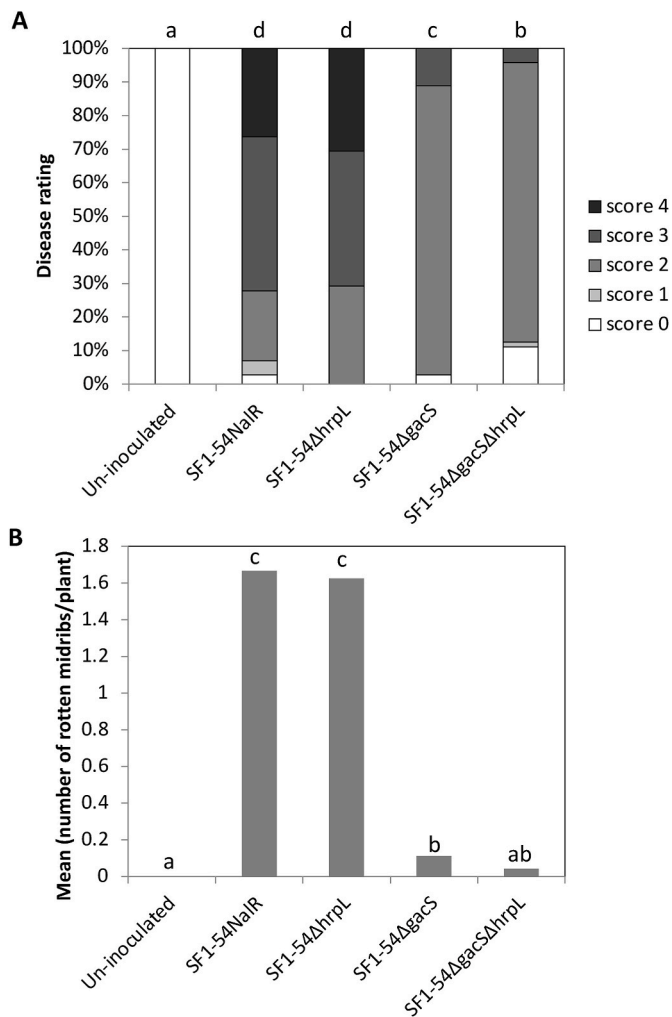 A
a d d c b
100%
90%
80%
70%
60%
50%
40%
30%
20%
10%
0%
Disease rating
score 4
score 3
score 2
score 1
score 0
Un-inoculated
SF1-54NalR
SF1-54ΔhrpL
SF1-54ΔgacS
SF1-54ΔgacSΔhrpL
B
1.8
1.6
1.4
1.2
1
0.8
0.6
0.4
0.2
0
Mean (number of rotten midribs/plant)
a c c b ab
Un-inoculated
SF1-54NalR
SF1-54ΔhrpL
SF1-54ΔgacS
SF1-54ΔgacSΔhrpL